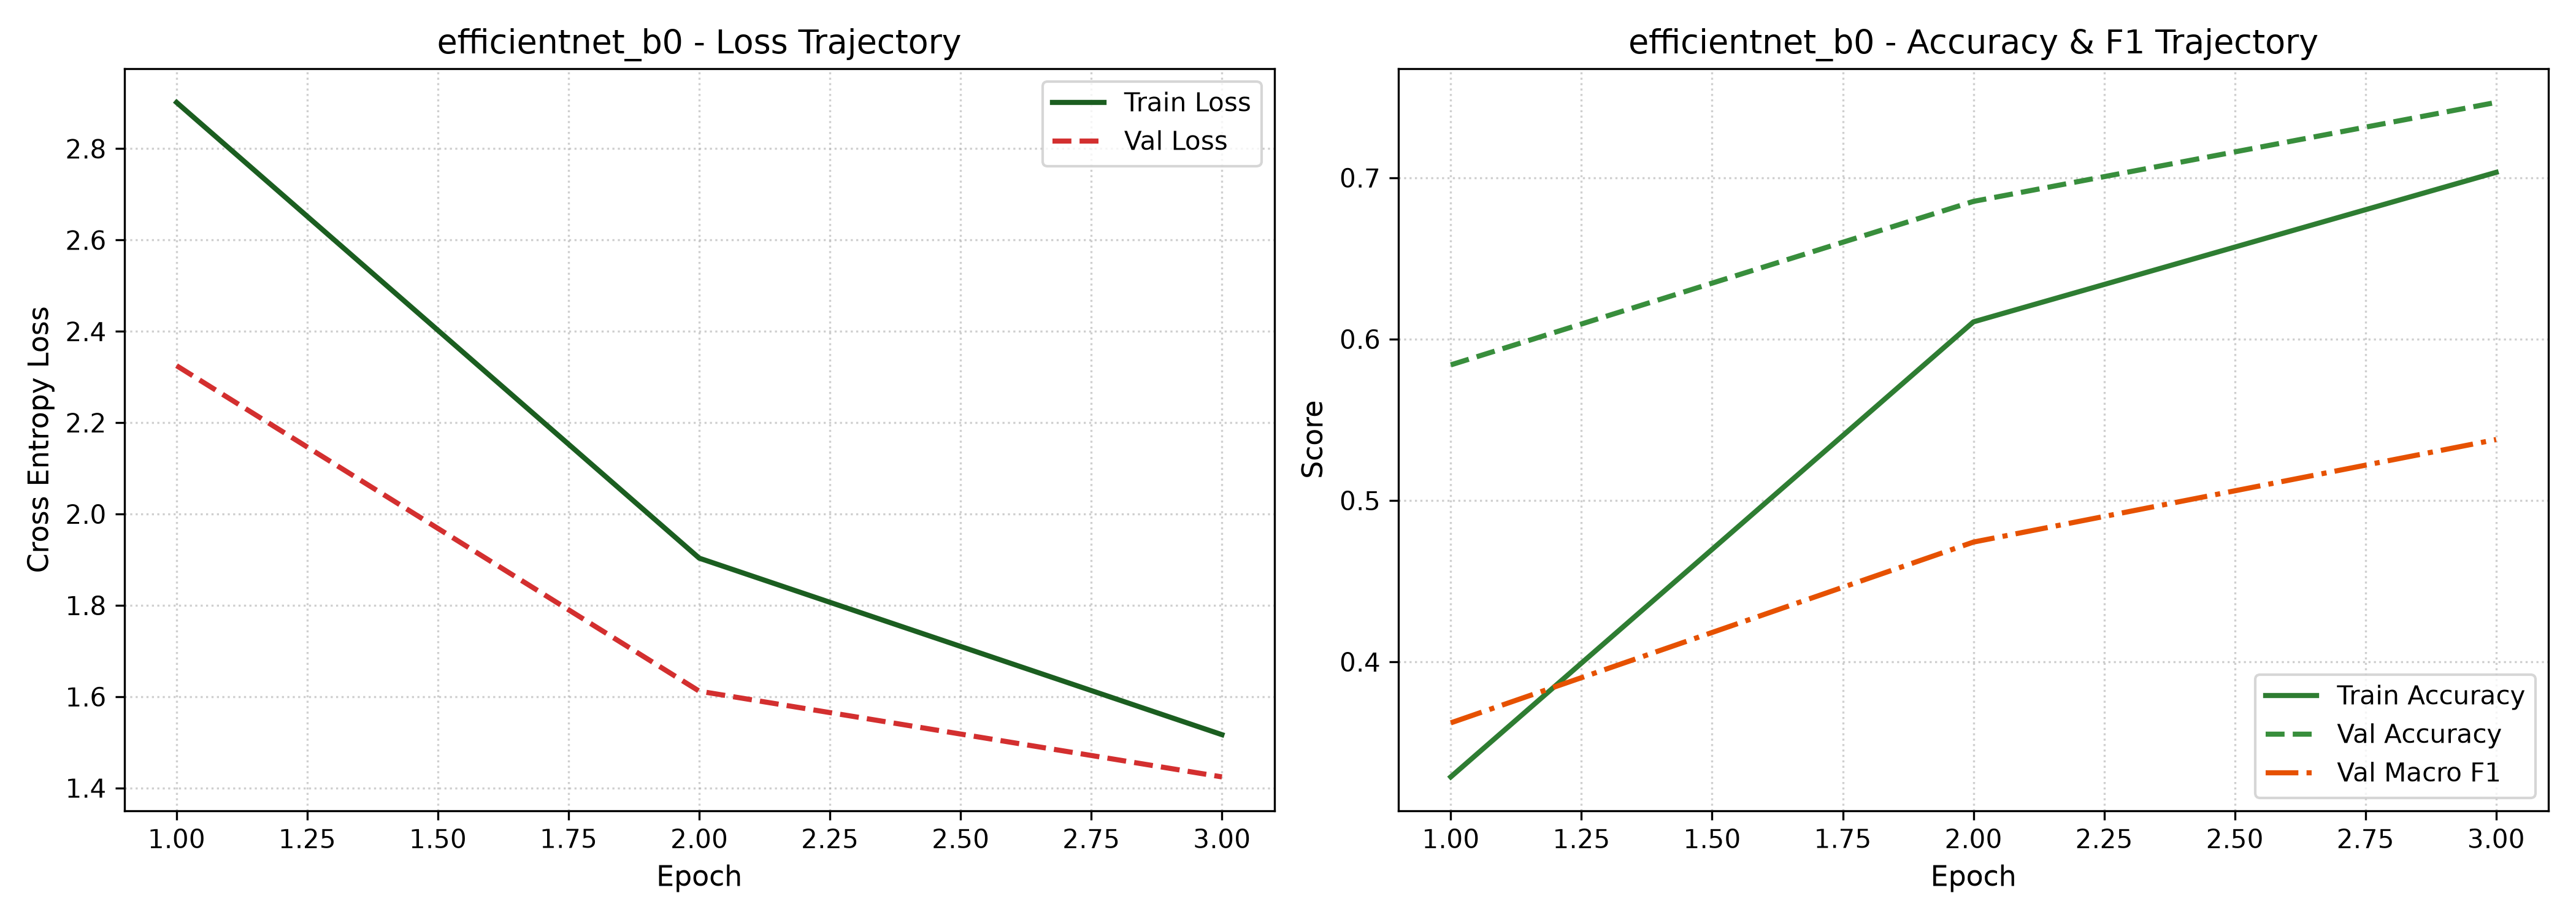 efficientnet_b0 - Loss Trajectory
Train Loss
Val Loss
Cross Entropy Loss
2.8
2.6
2.4
2.2
2.0
1.8
1.6
1.4
1.00 1.25 1.50 1.75 2.00 2.25 2.50 2.75 3.00
Epoch
efficientnet_b0 - Accuracy & F1 Trajectory
Score
0.7
0.6
0.5
0.4
Train Accuracy
Val Accuracy
Val Macro F1
1.00 1.25 1.50 1.75 2.00 2.25 2.50 2.75 3.00
Epoch